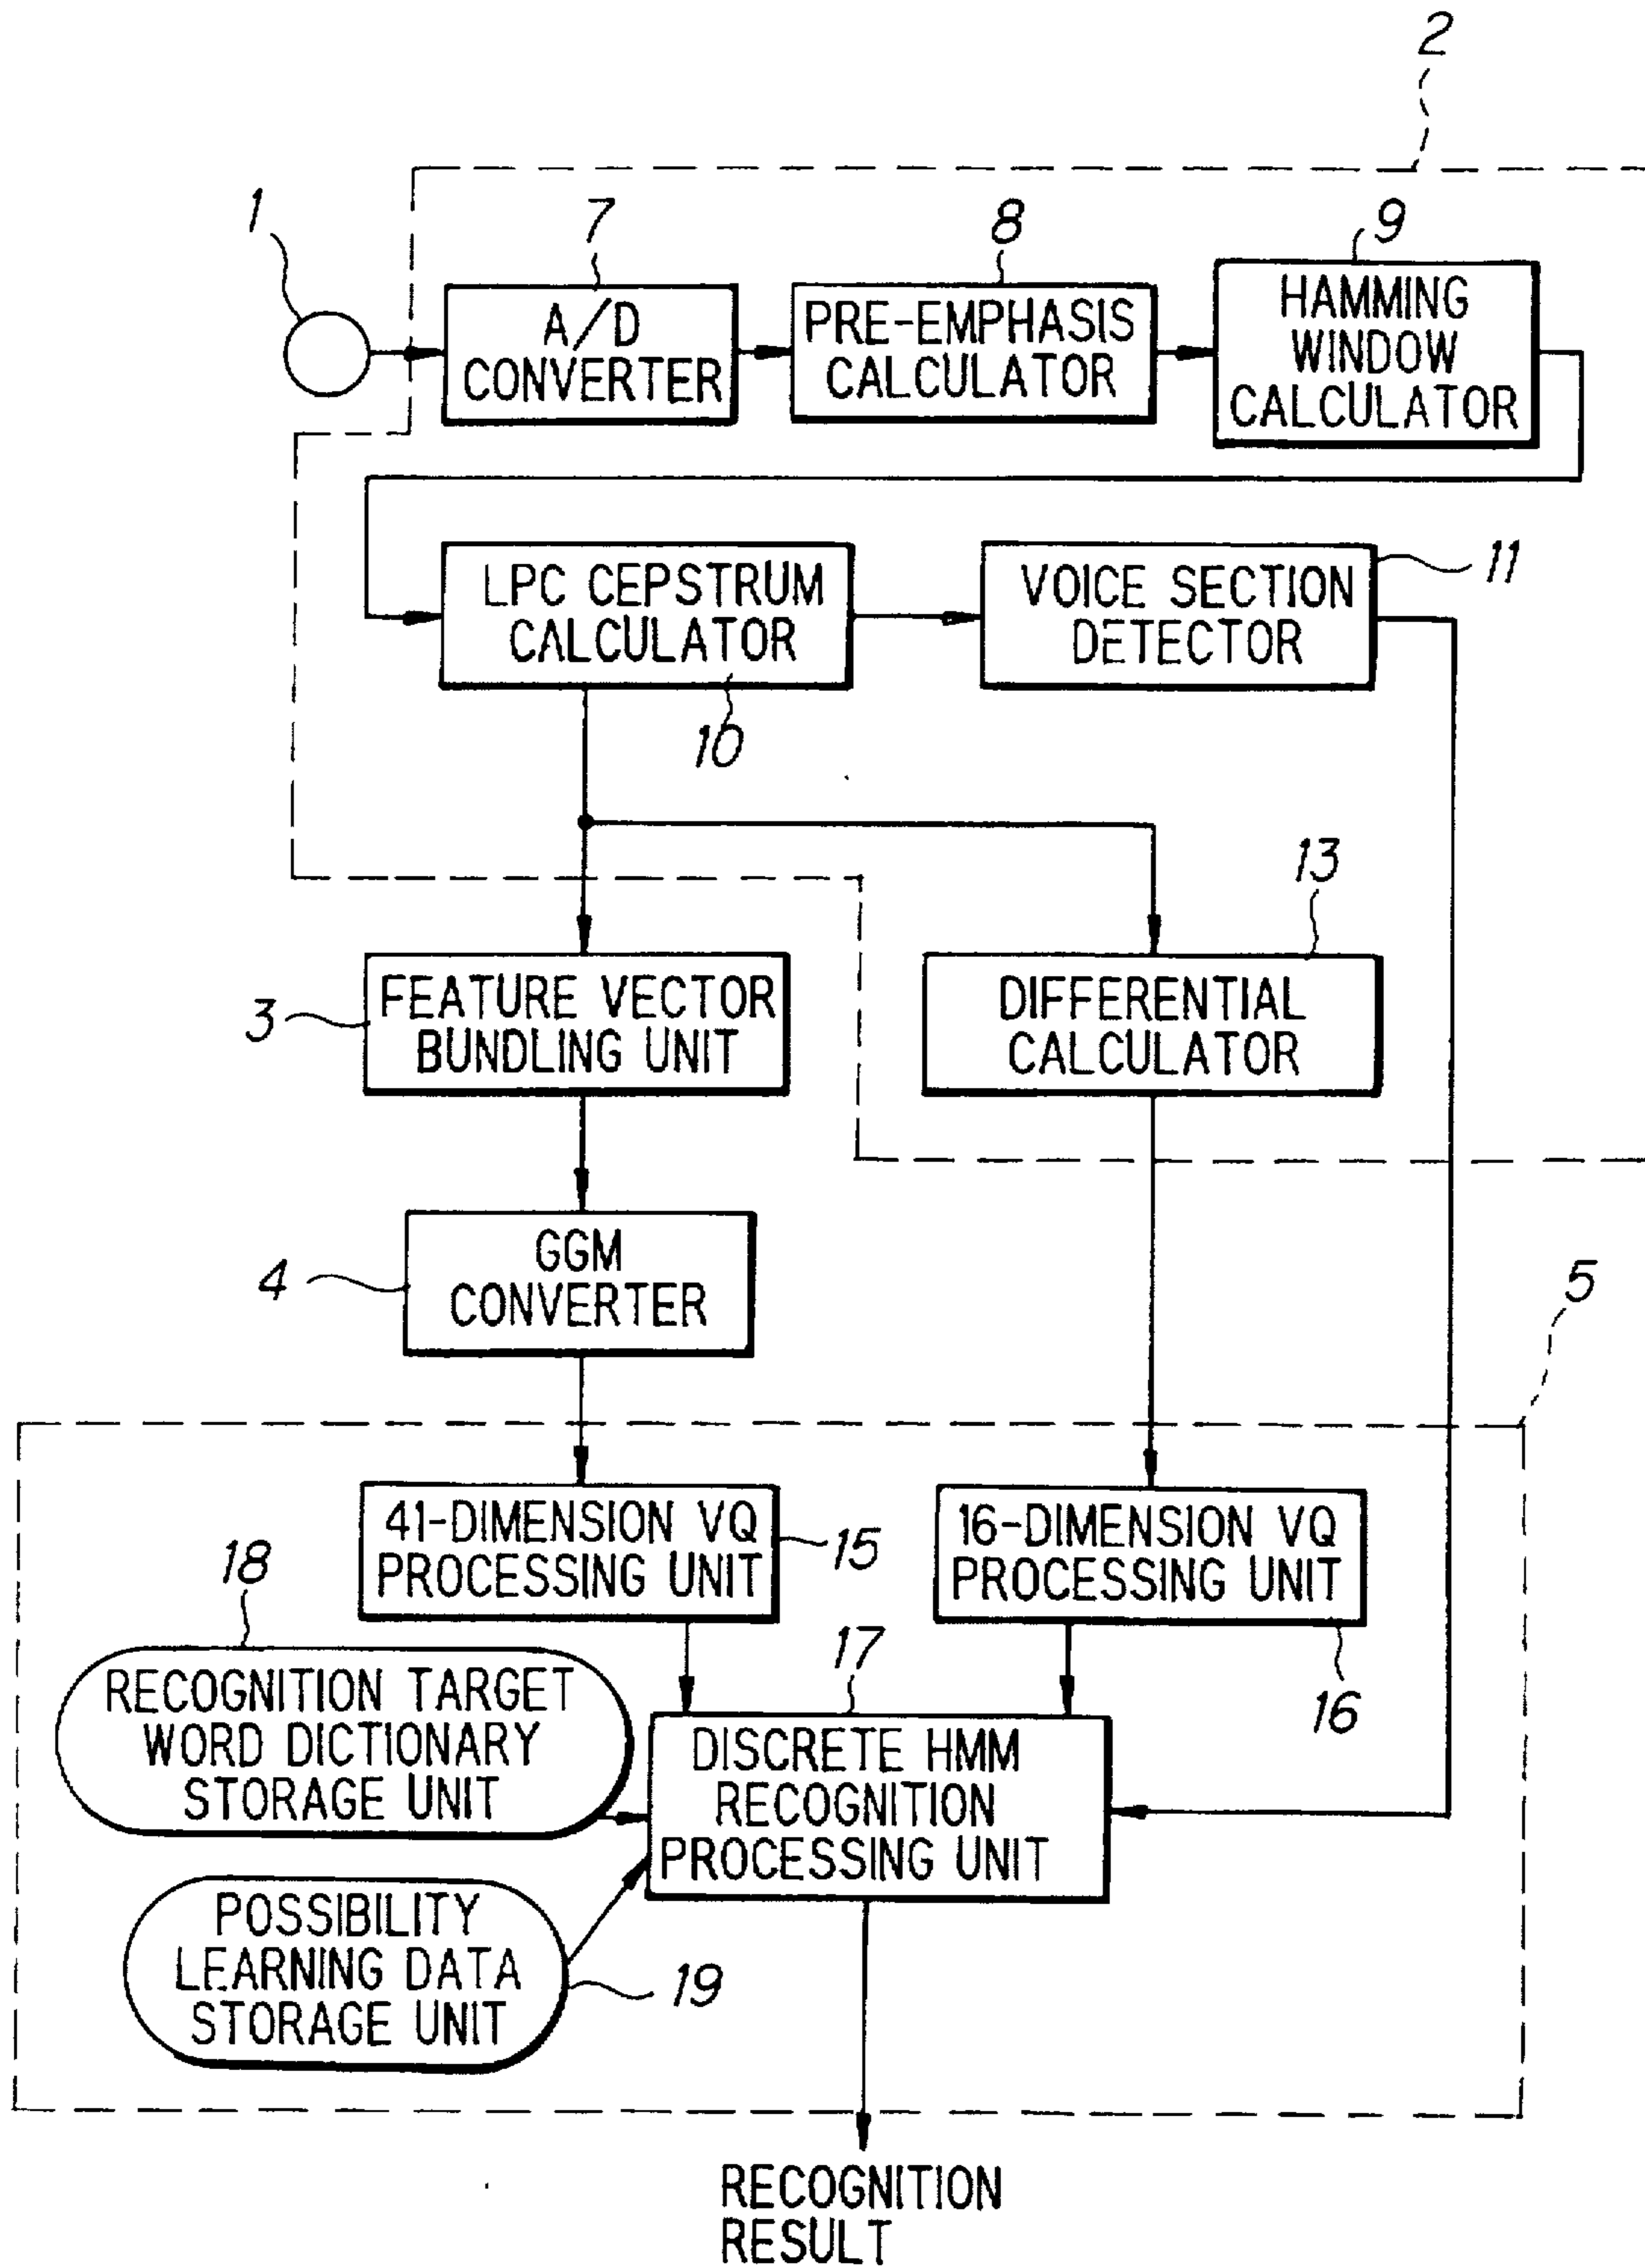 2
1
7
8
9
A/D
CONVERTER
PRE-EMPHASIS
CALCULATOR
HAMMING
WINDOW
CALCULATOR
LPC CEPSTRUM
CALCULATOR
10
VOICE SECTION
DETECTOR
11
13
3
FEATURE VECTOR
BUNDLING UNIT
DIFFERENTIAL
CALCULATOR
4
GGM
CONVERTER
5
41-DIMENSION VQ
PROCESSING UNIT
15
16-DIMENSION VQ
PROCESSING UNIT
16
18
RECOGNITION TARGET
WORD DICTIONARY
STORAGE UNIT
17
DISCRETE HMM
RECOGNITION
PROCESSING UNIT
POSSIBILITY
LEARNING DATA
STORAGE UNIT
19
RECOGNITION
RESULT